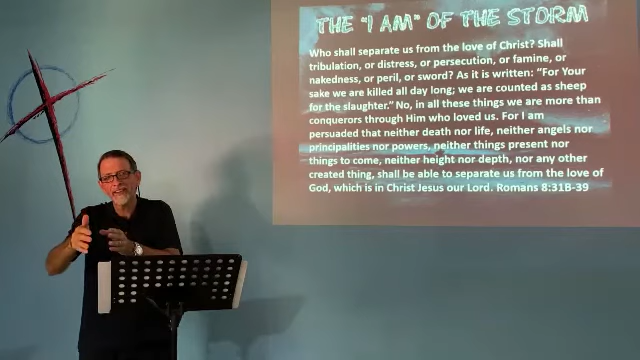 THE "I AM" OF THE STORM
Who shall separate us from the love of Christ? Shall
tribulation, or distress, or persecution, or famine, or
nakedness, or peril, or sword? As it is written: "For Your
sake we are killed all day long; we are counted as sheep
for the slaughter." No, in all these things we are more than
conquerors through Him who loved us. For I am
persuaded that neither death nor life, neither angels nor
principalities nor powers, neither things present nor
things to come, neither height nor depth, nor any other
created thing, shall be able to separate us from the love of
God, which is in Christ Jesus our Lord. Romans 8:31B-39